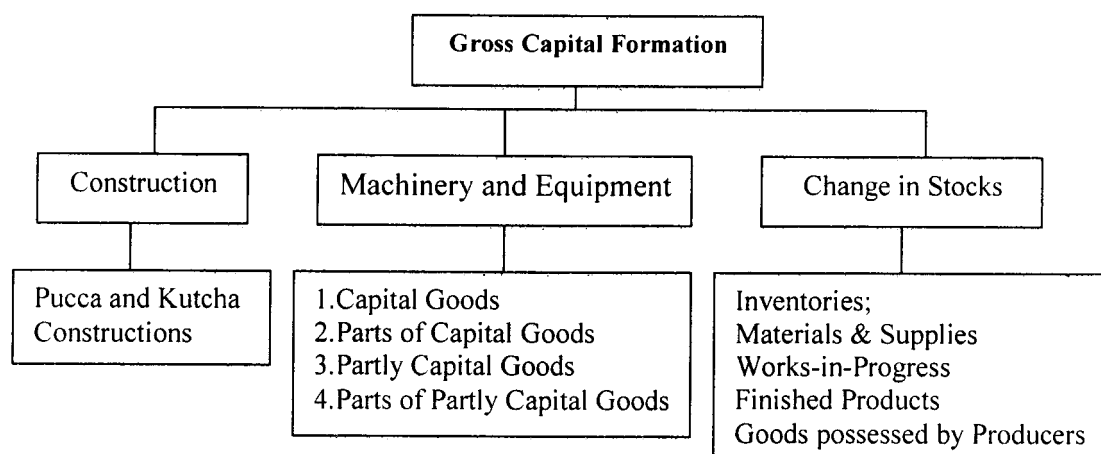 Gross Capital Formation
Construction
Machinery and Equipment
Change in Stocks
Pucca and Kutcha
Constructions
1.Capital Goods
2.Parts of Capital Goods
3.Partly Capital Goods
4.Parts of Partly Capital Goods
Inventories;
Materials & Supplies
Works-in-Progress
Finished Products
Goods possessed by Producers